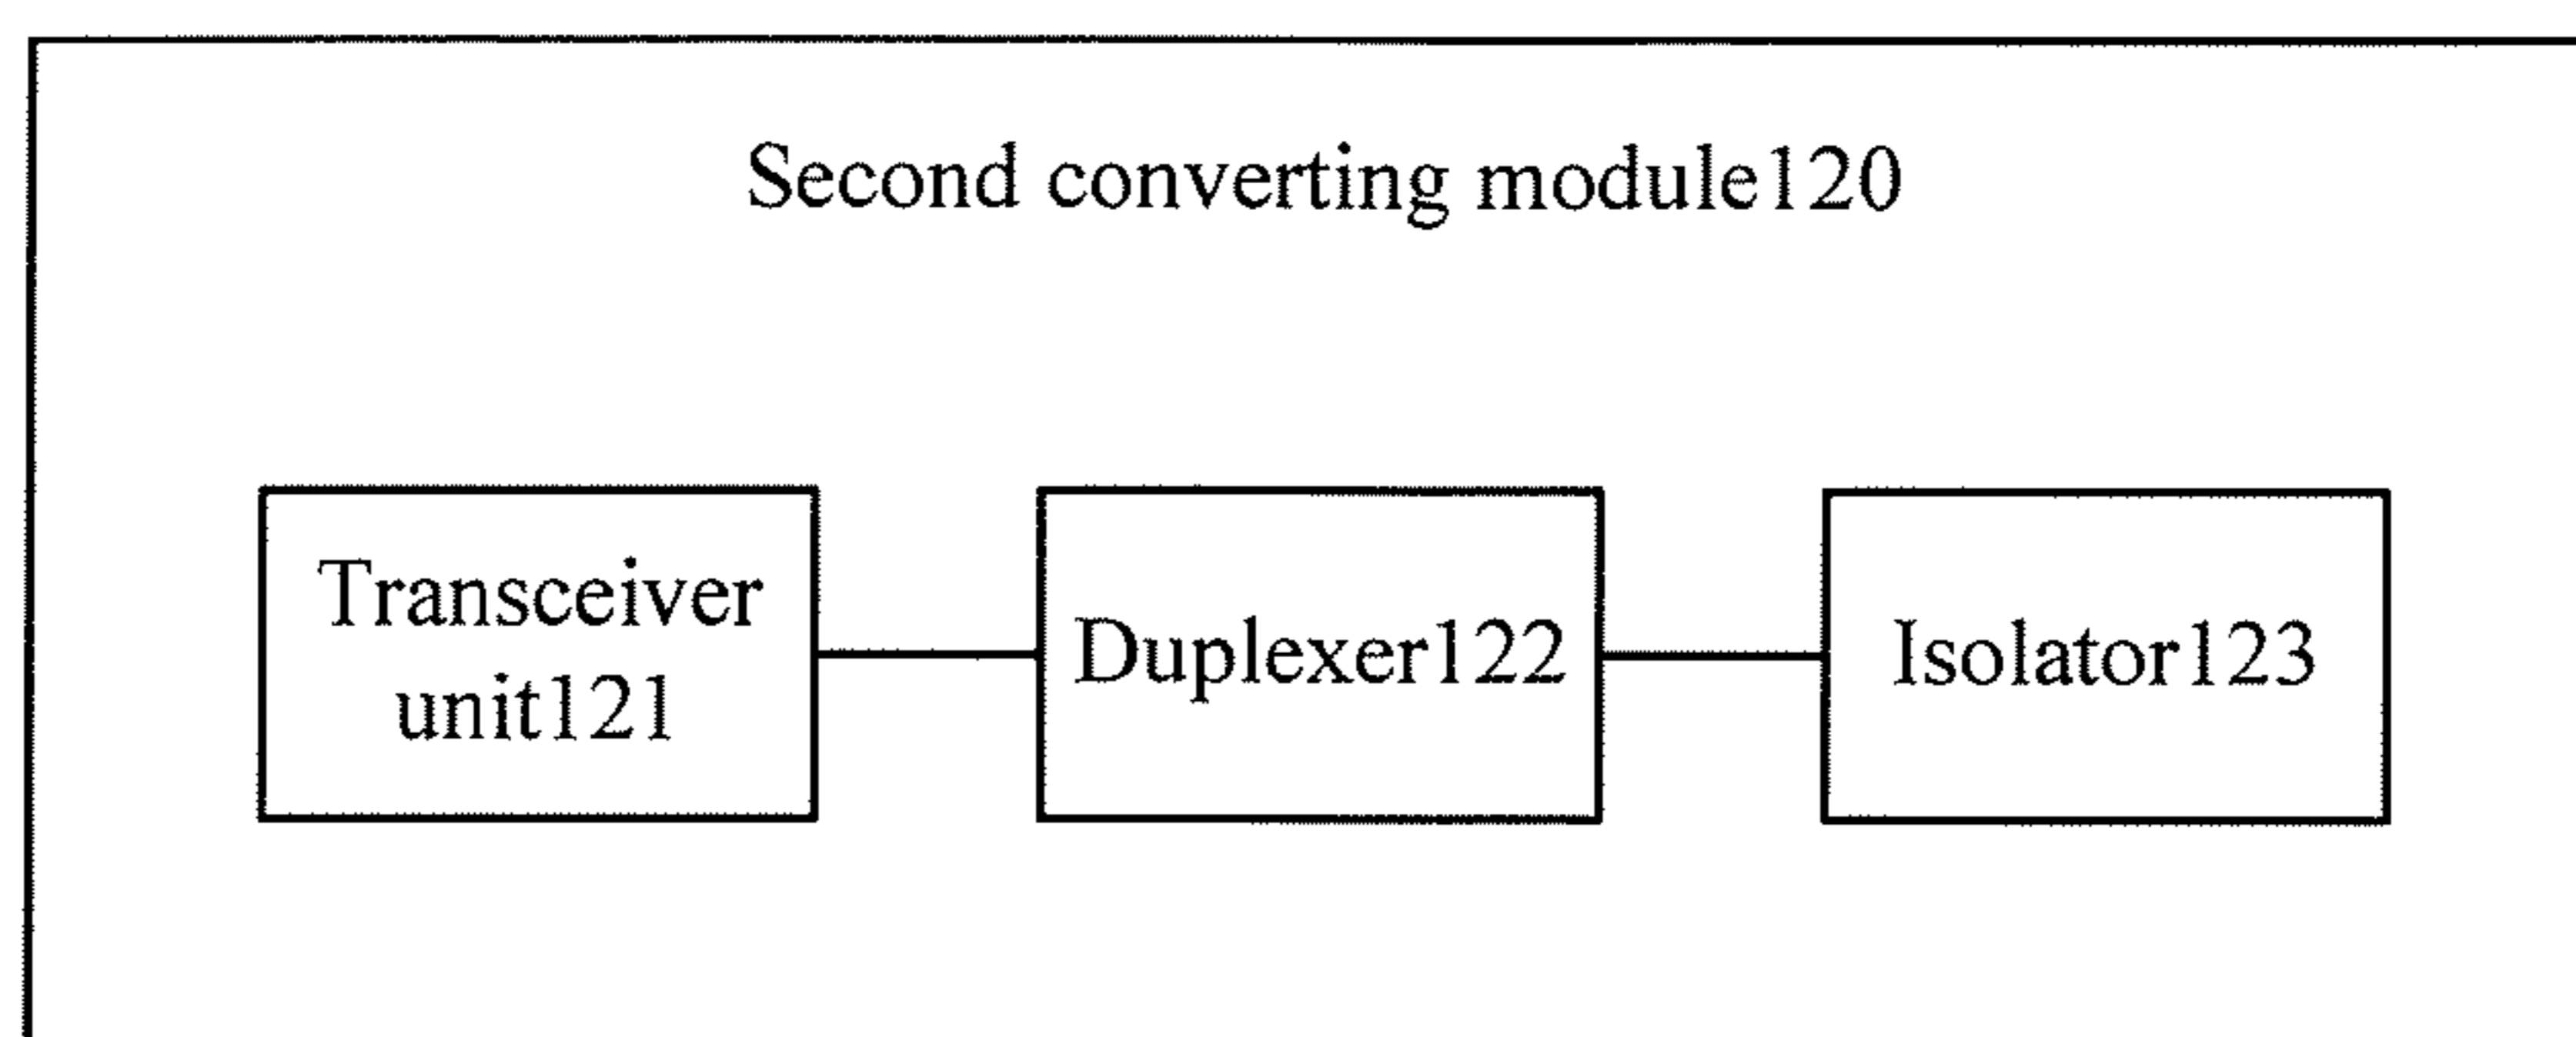 Second converting module120
Transceiver
unit121
Duplexer122
Isolator123